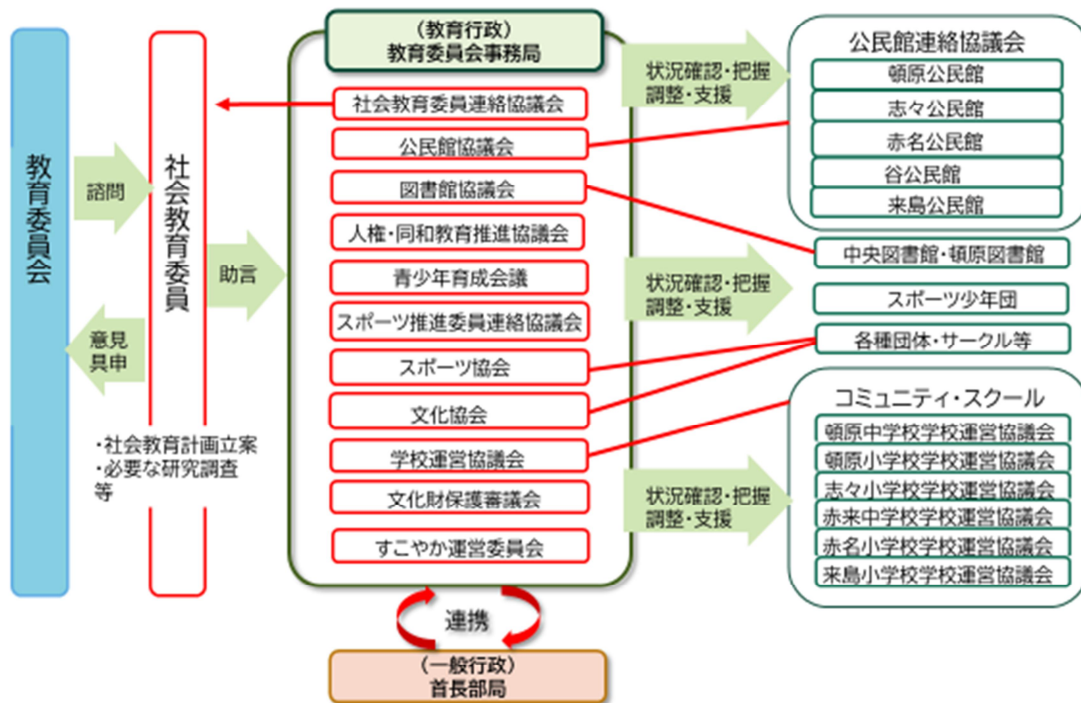 教育委員会
諮問
意見
具申
社会教育委員
・社会教育計画立案
・必要な研究調査
等
助言
（教育行政）
教育委員会事務局
社会教育委員連絡協議会
公民館協議会
図書館協議会
人権・同和教育推進協議会
青少年育成会議
スポーツ推進委員連絡協議会
スポーツ協会
文化協会
学校運営協議会
文化財保護審議会
すこやか運営委員会
連携
（一般行政）
首長部局
状況確認・把握
調整・支援
状況確認・把握
調整・支援
状況確認・把握
調整・支援
公民館連絡協議会
頓原公民館
志々公民館
赤名公民館
谷公民館
来島公民館
中央図書館・頓原図書館
スポーツ少年団
各種団体・サークル等
コミュニティ・スクール
頓原中学校学校運営協議会
頓原小学校学校運営協議会
志々小学校学校運営協議会
赤来中学校学校運営協議会
赤名小学校学校運営協議会
来島小学校学校運営協議会